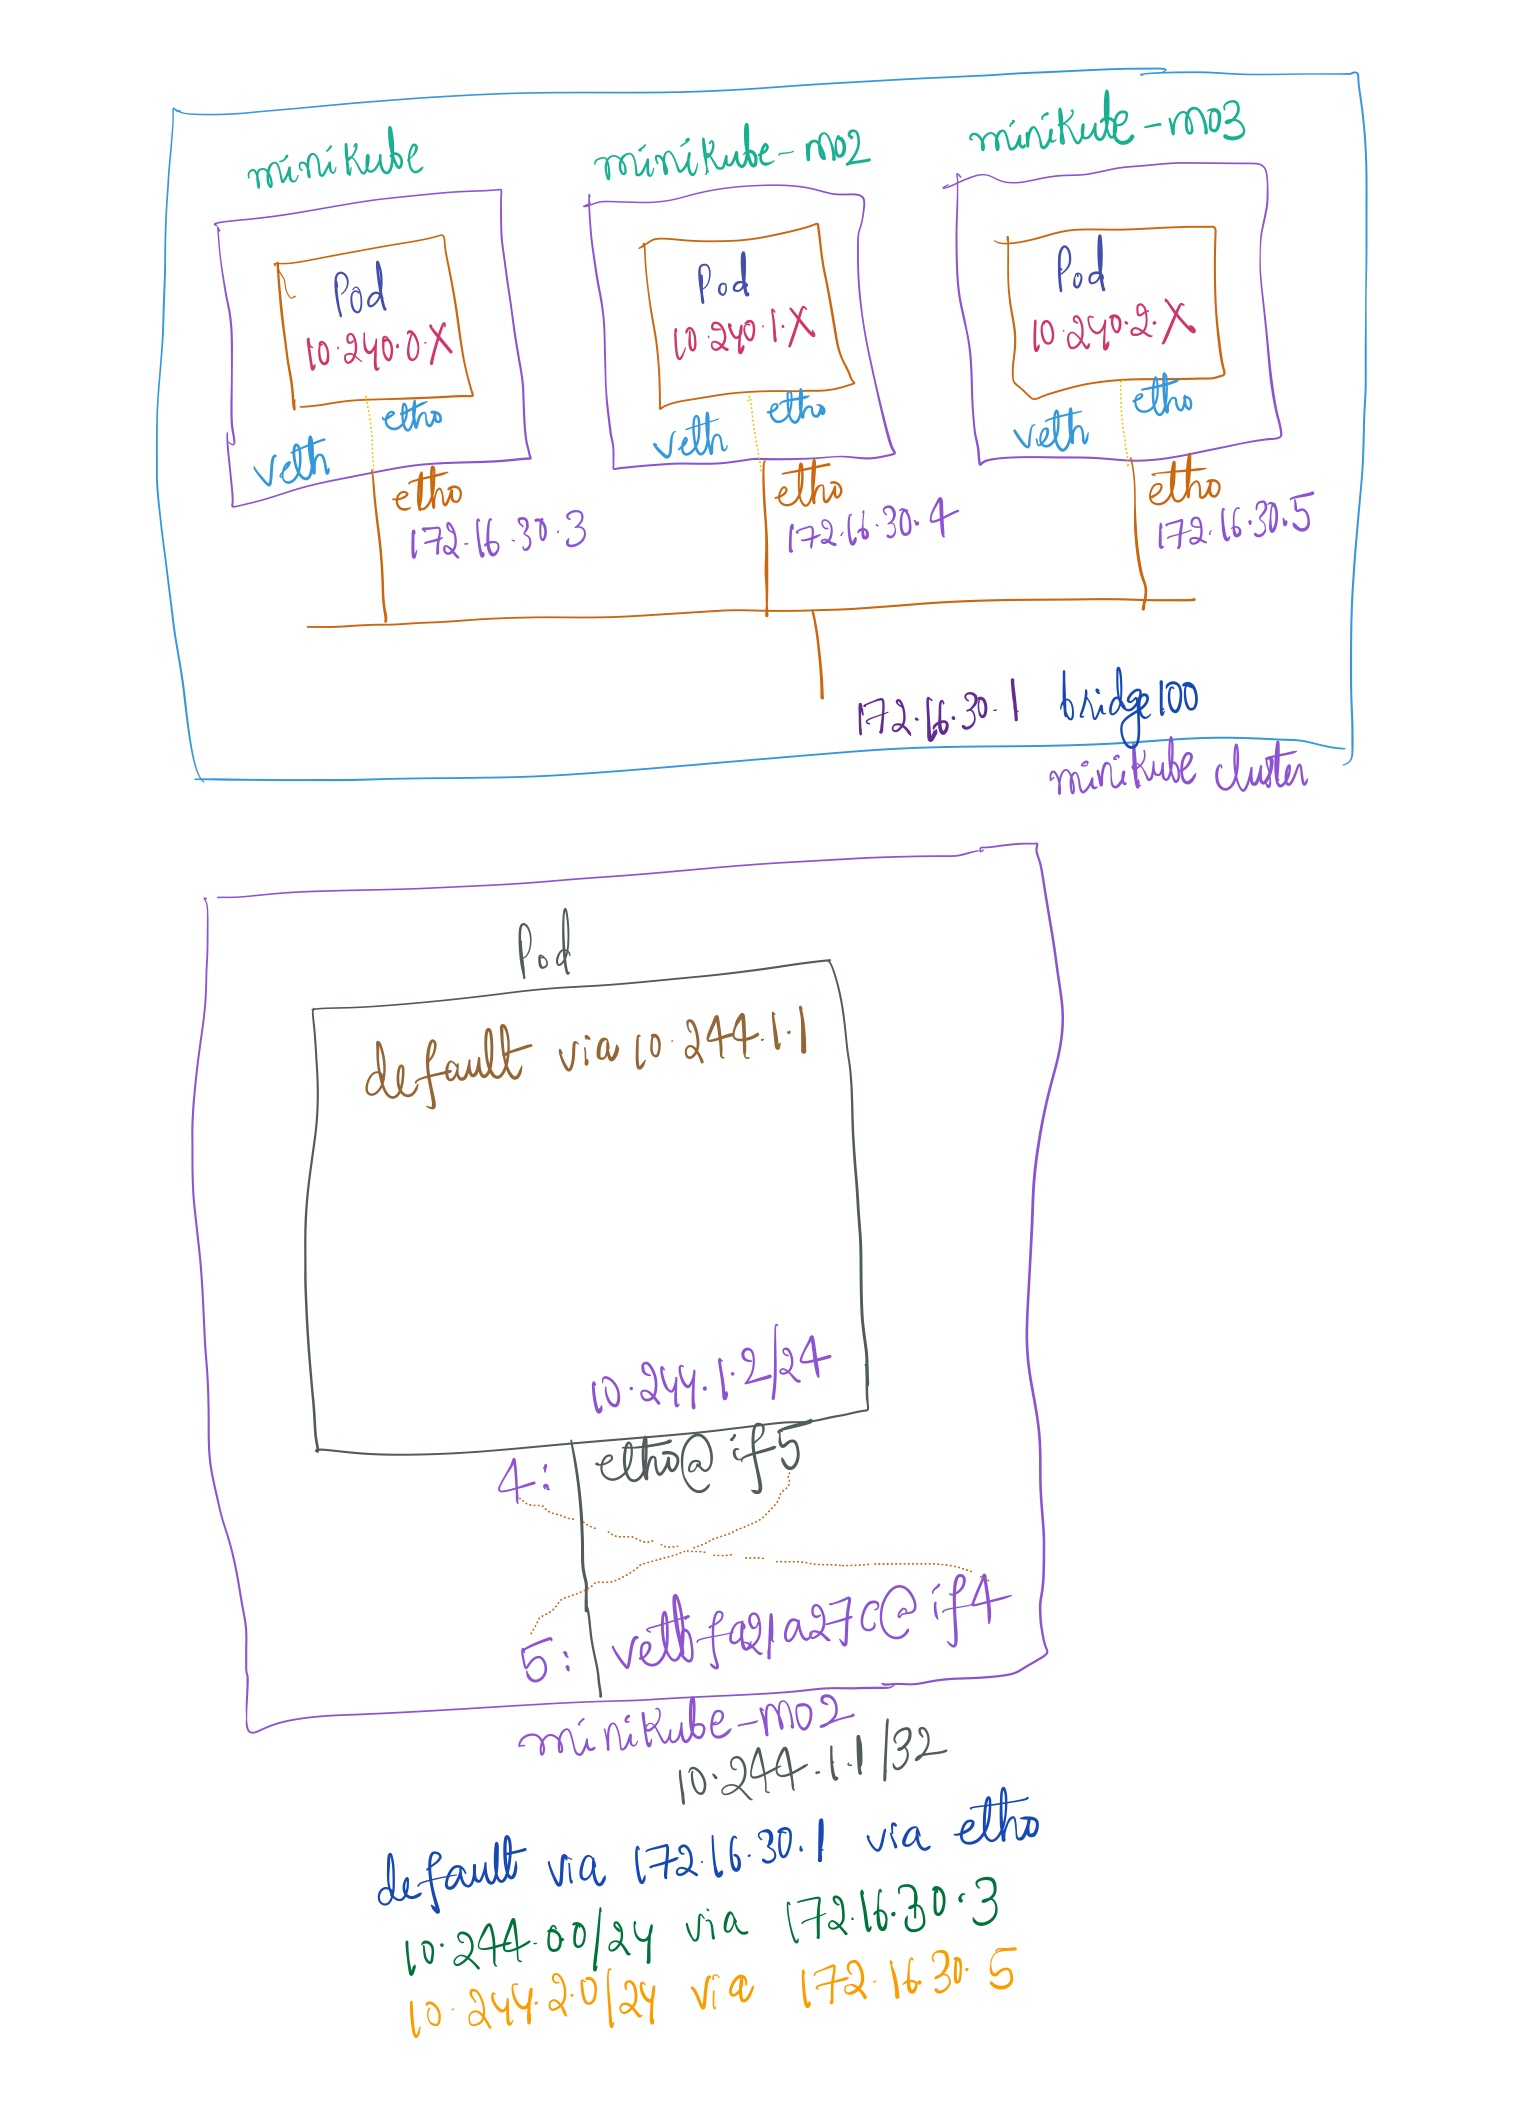 minikube
minikube-m02
minikube-m03
Pod
10.240.0.X
eth0
veth
eth0
172.16.30.3
Pod
10.240.1.X
eth0
veth
eth0
172.16.30.4
Pod
10.240.2.X
eth0
veth
eth0
172.16.30.5
172.16.30.1 bridge100
minikube cluster
Pod
default via 10.244.1.1
10.244.1.2/24
4: eth0@if5
5: vethfa21a27c@if4
minikube-m02
10.244.1.1/32
default via 172.16.30.1 via eth0
10.244.0.0/24 via 172.16.30.3
10.244.2.0/24 via 172.16.30.5